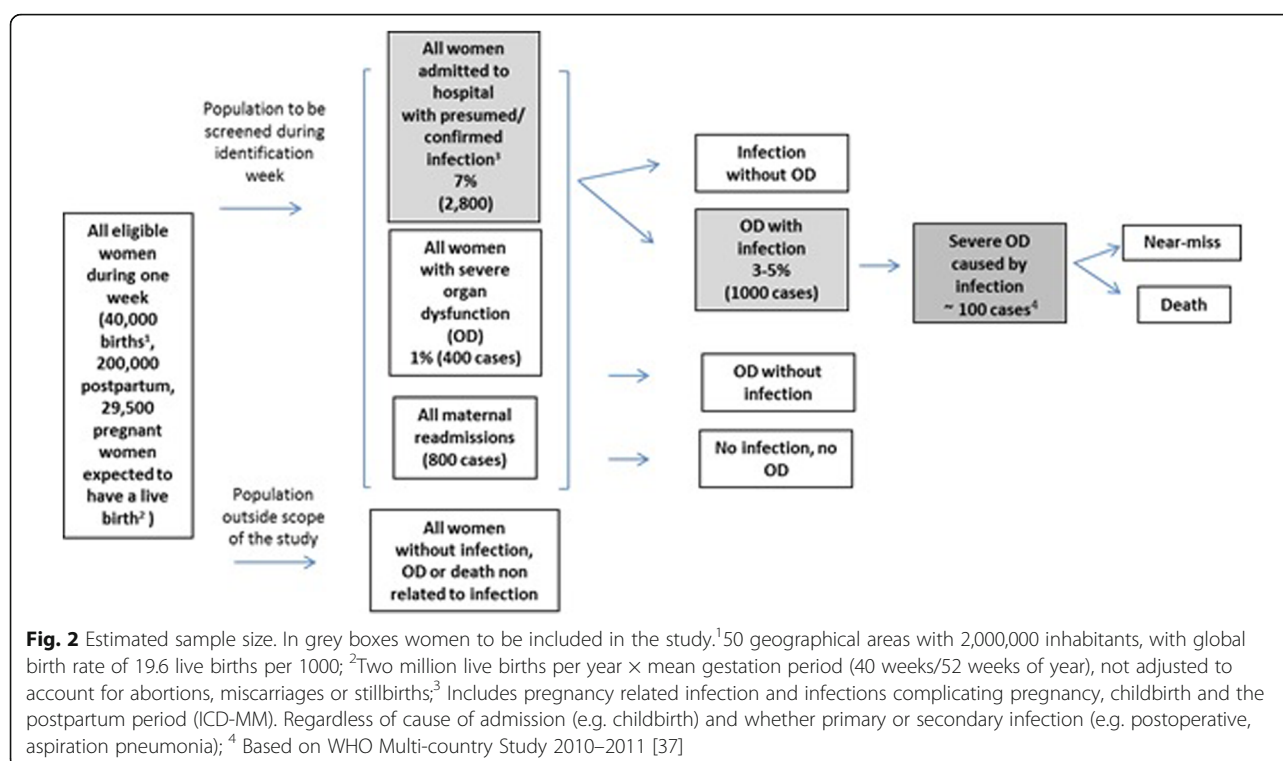 All eligible
women
during one
week
(40,000
births¹,
200,000
postpartum,
29,500
pregnant
women
expected to
have a live
birth² )
Population to be
screened during
identification
week
Population
outside scope
of the study
All women
admitted to
hospital
with presumed/
confirmed
infection³
7%
(2,800)
All women
with severe
organ
dysfunction
(OD)
1% (400 cases)
All maternal
readmissions
(800 cases)
All women
without infection,
OD or death non
related to infection
Infection
without OD
OD with
infection
3-5%
(1000 cases)
OD without
infection
No infection, no
OD
Severe OD
caused by
infection
~ 100 cases⁴
Near-miss
Death
Fig. 2 Estimated sample size. In grey boxes women to be included in the study.¹50 geographical areas with 2,000,000 inhabitants, with global
birth rate of 19.6 live births per 1000; ²Two million live births per year × mean gestation period (40 weeks/52 weeks of year), not adjusted to
account for abortions, miscarriages or stillbirths;³ Includes pregnancy related infection and infections complicating pregnancy, childbirth and the
postpartum period (ICD-MM). Regardless of cause of admission (e.g. childbirth) and whether primary or secondary infection (e.g. postoperative,
aspiration pneumonia); ⁴ Based on WHO Multi-country Study 2010–2011 [37]